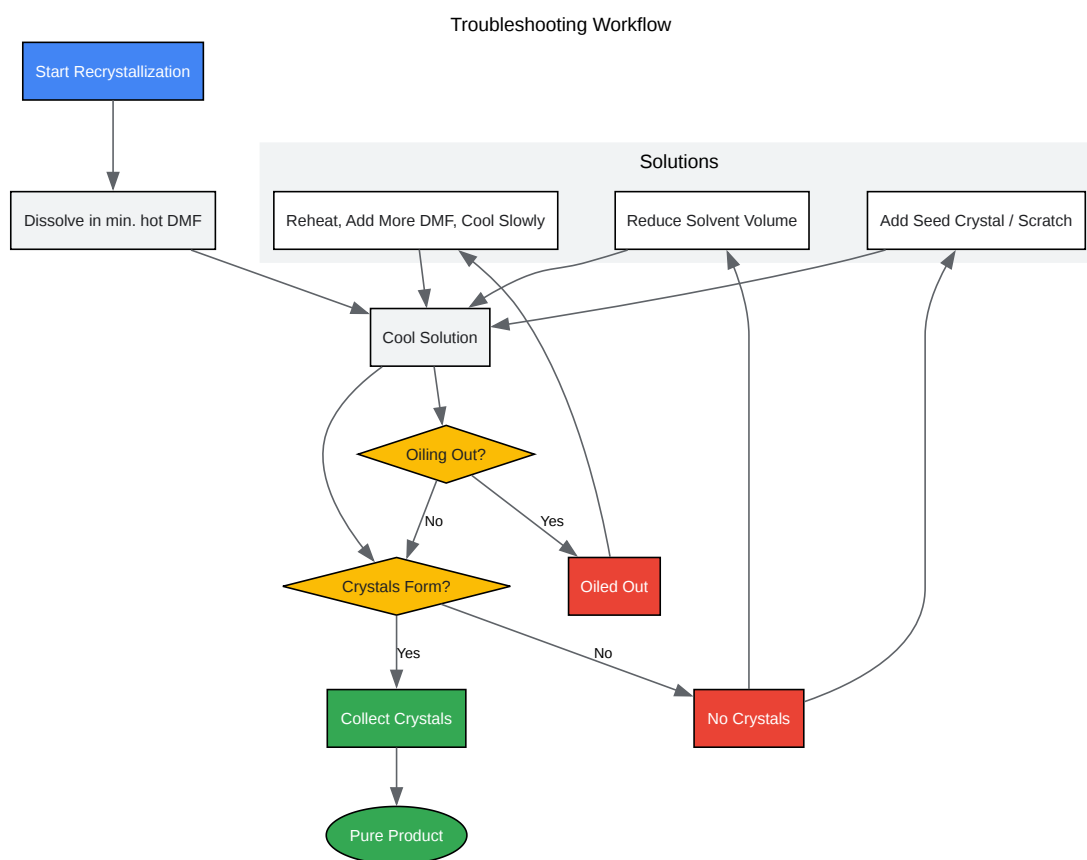 Troubleshooting Workflow
Start Recrystallization
Solutions
Dissolve in min. hot DMF
Reheat, Add More DMF, Cool Slowly
Reduce Solvent Volume
Add Seed Crystal / Scratch
Cool Solution
Oiling Out?
No
Yes
Crystals Form?
Oiled Out
Yes
No
Collect Crystals
No Crystals
Pure Product